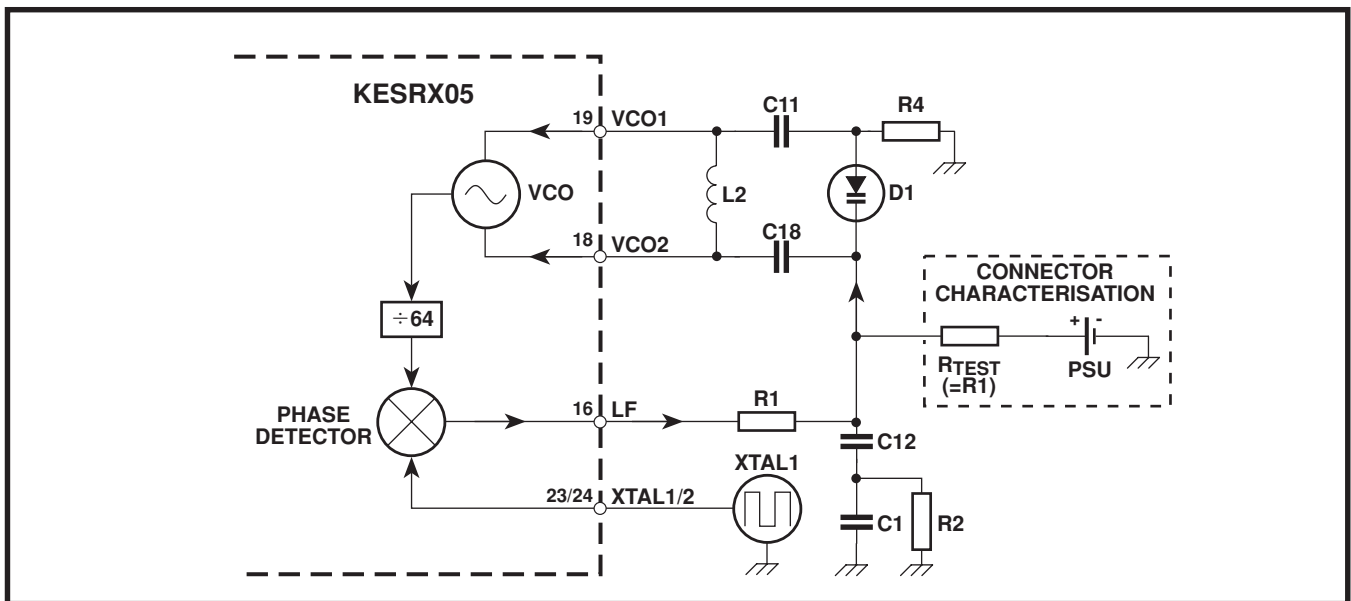 KESRX05
C11
R4
19 VCO1
VCO
L2
D1
18 VCO2
C18
CONNECTOR
CHARACTERISATION
÷64
+ -
RTEST
(=R1)
PSU
PHASE
DETECTOR
16 LF
R1
C12
XTAL1
23/24 XTAL1/2
C1
R2